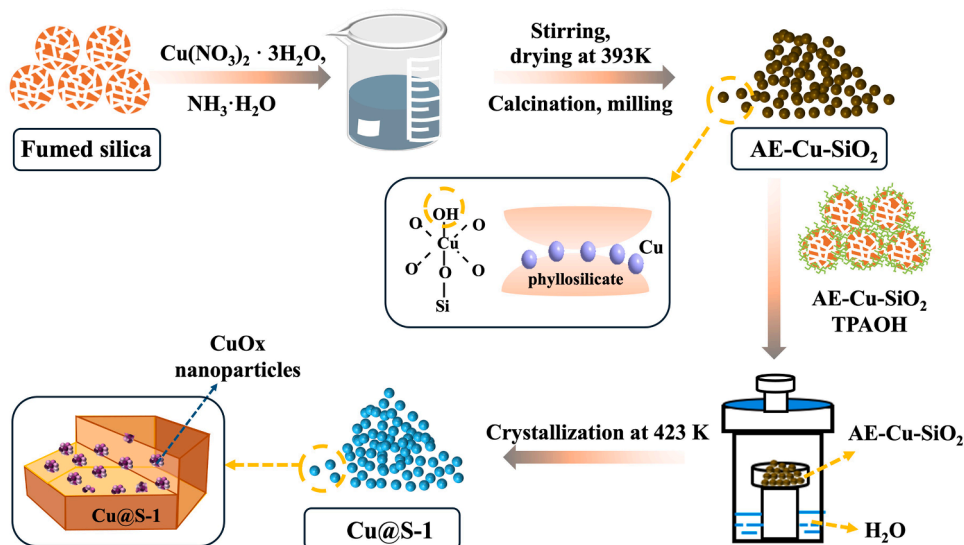 Cu(NO₃)₂ · 3H₂O,
NH₃·H₂O
Fumed silica
Stirring,
drying at 393K
Calcination, milling
AE-Cu-SiO₂
OH
O
O
Cu
O
O
O
Si
Cu
phyllosilicate
AE-Cu-SiO₂
TPAOH
CuOx
nanoparticles
Cu@S-1
Cu@S-1
Crystallization at 423 K
AE-Cu-SiO₂
H₂O